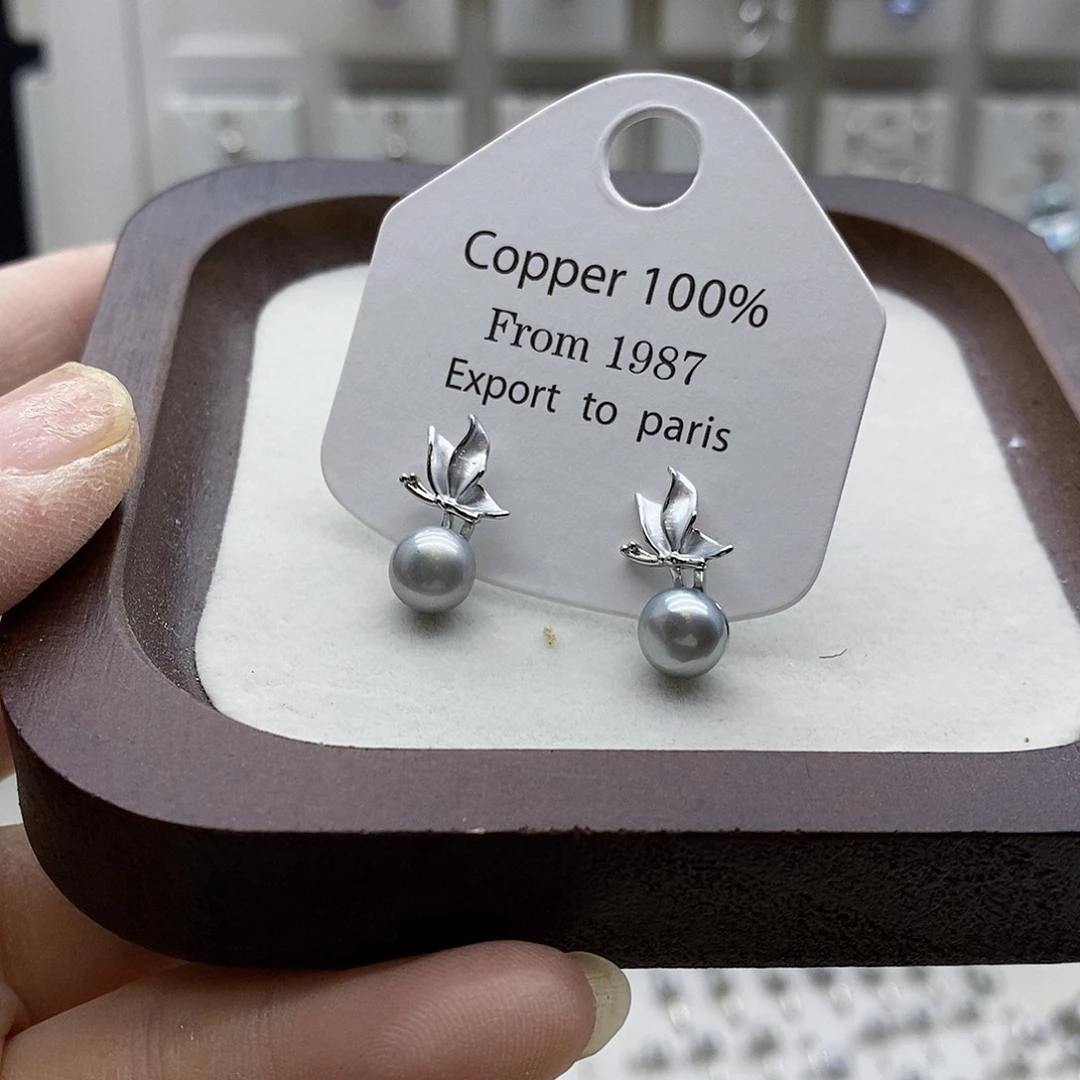 Copper 100%
From 1987
Export to paris